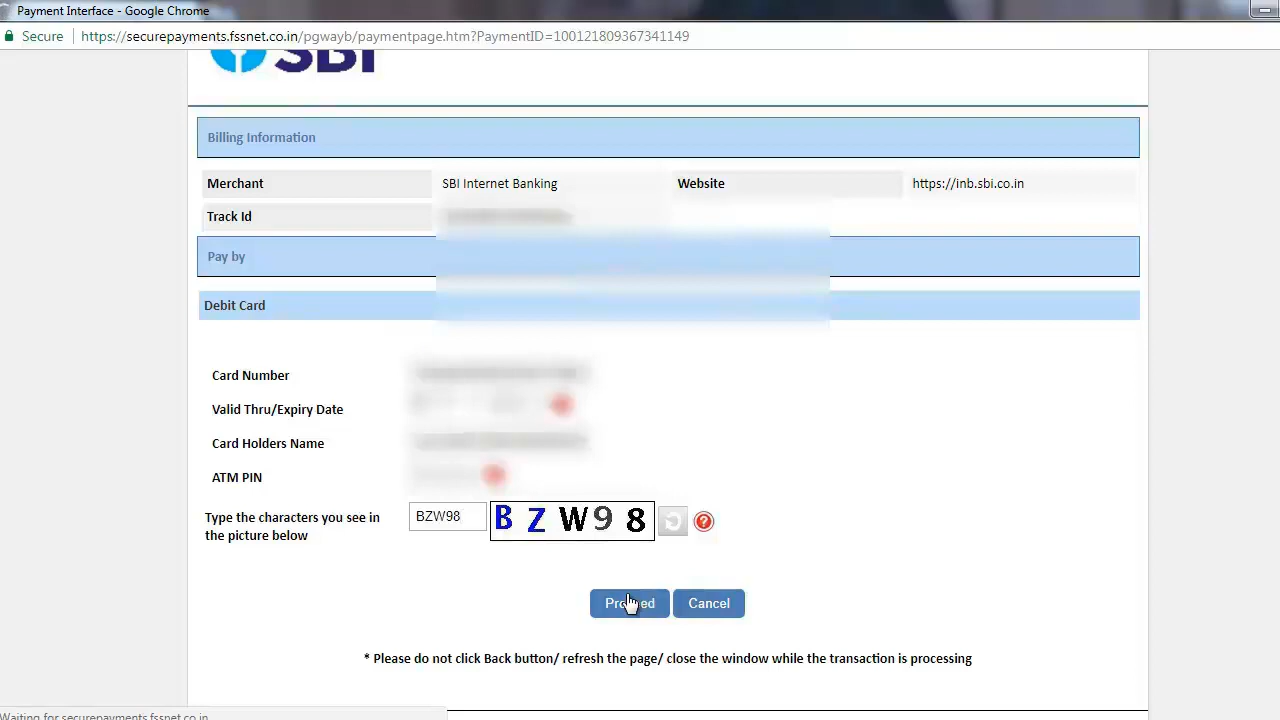 Payment Interface - Google Chrome
Secure https://securepayments.fssnet.co.in/pgwayb/paymentpage.htm?PaymentID=100121809367341149
SBI
Billing Information
Merchant SBI Internet Banking Website https://inb.sbi.co.in
Track Id
Pay by
Debit Card
Card Number
Valid Thru/Expiry Date
Card Holders Name
ATM PIN
Type the characters you see in
the picture below
BZW98 B Z W 9 8 ?
Proceed Cancel
* Please do not click Back button/ refresh the page/ close the window while the transaction is processing
Waiting for securepayments.fssnet.co.in